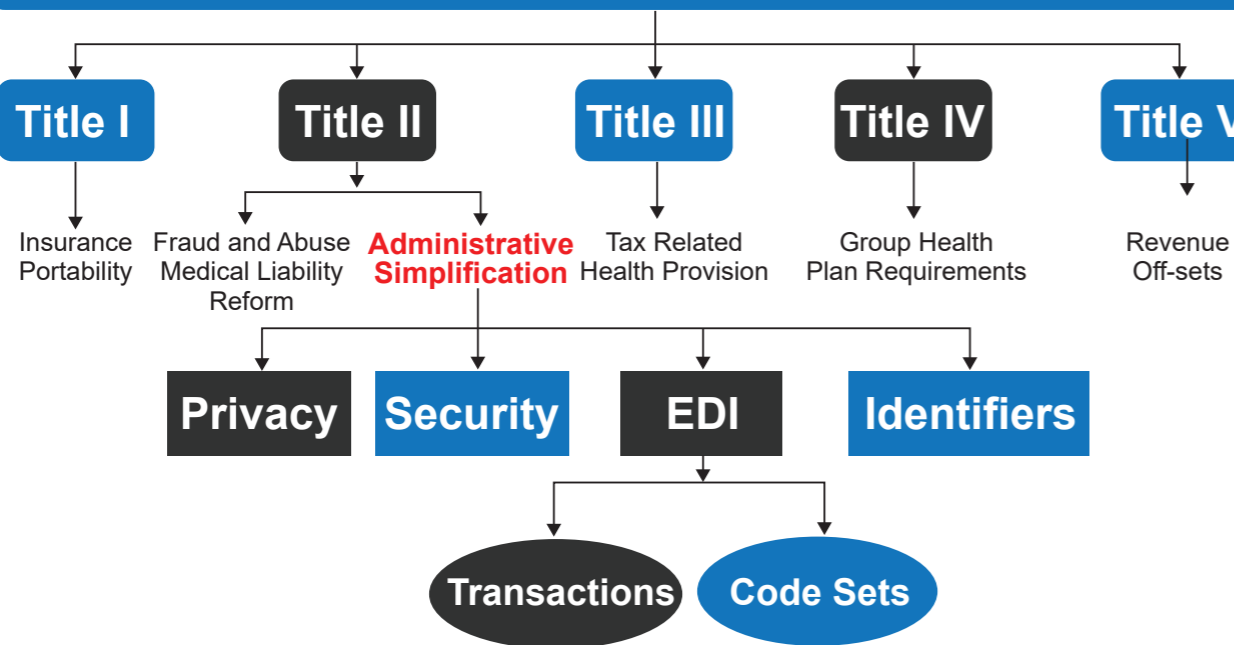 Title I
Title II
Title III
Title IV
Title V
Insurance
Portability
Fraud and Abuse
Medical Liability
Reform
Administrative
Simplification
Tax Related
Health Provision
Group Health
Plan Requirements
Revenue
Off-sets
Privacy
Security
EDI
Identifiers
Transactions
Code Sets